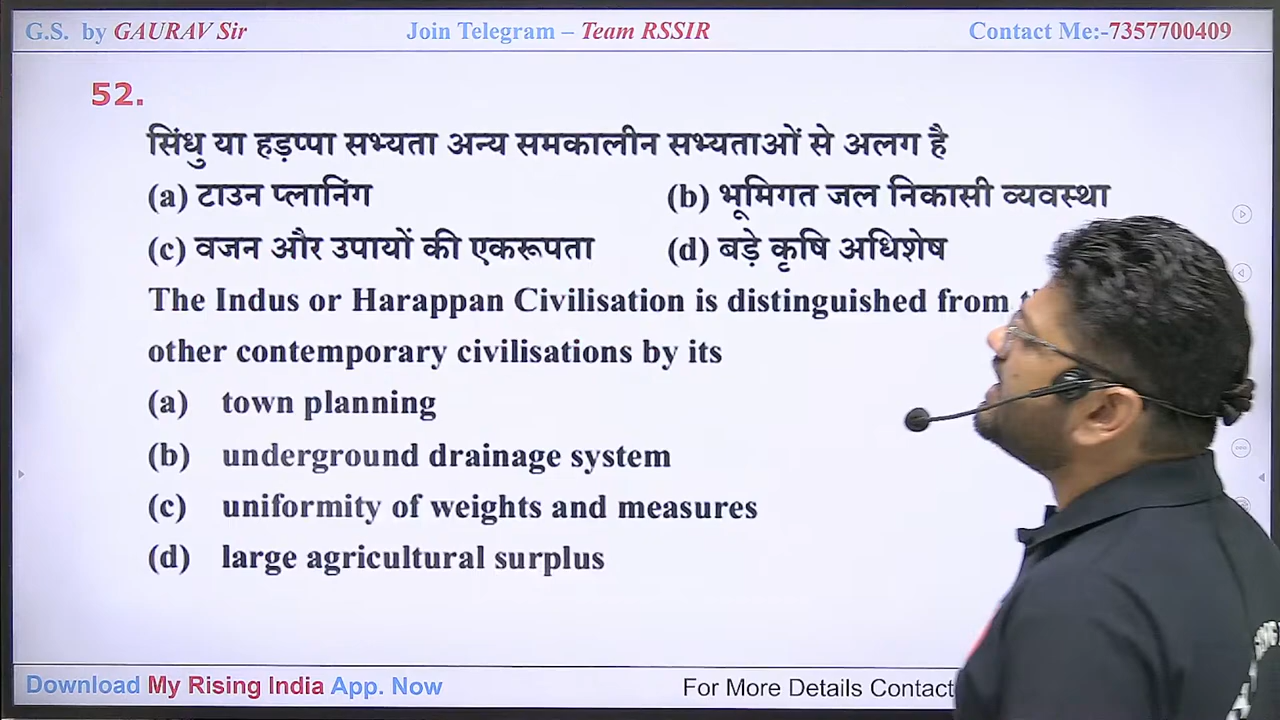 G.S. by GAURAV Sir Join Telegram – Team RSSIR Contact Me:-7357700409
52.
सिंधु या हड़प्पा सभ्यता अन्य समकालीन सभ्यताओं से अलग है
(a) टाउन प्लानिंग (b) भूमिगत जल निकासी व्यवस्था
(c) वजन और उपायों की एकरूपता (d) बड़े कृषि अधिशेष
The Indus or Harappan Civilisation is distinguished from
other contemporary civilisations by its
(a) town planning
(b) underground drainage system
(c) uniformity of weights and measures
(d) large agricultural surplus
Download My Rising India App. Now For More Details Contact